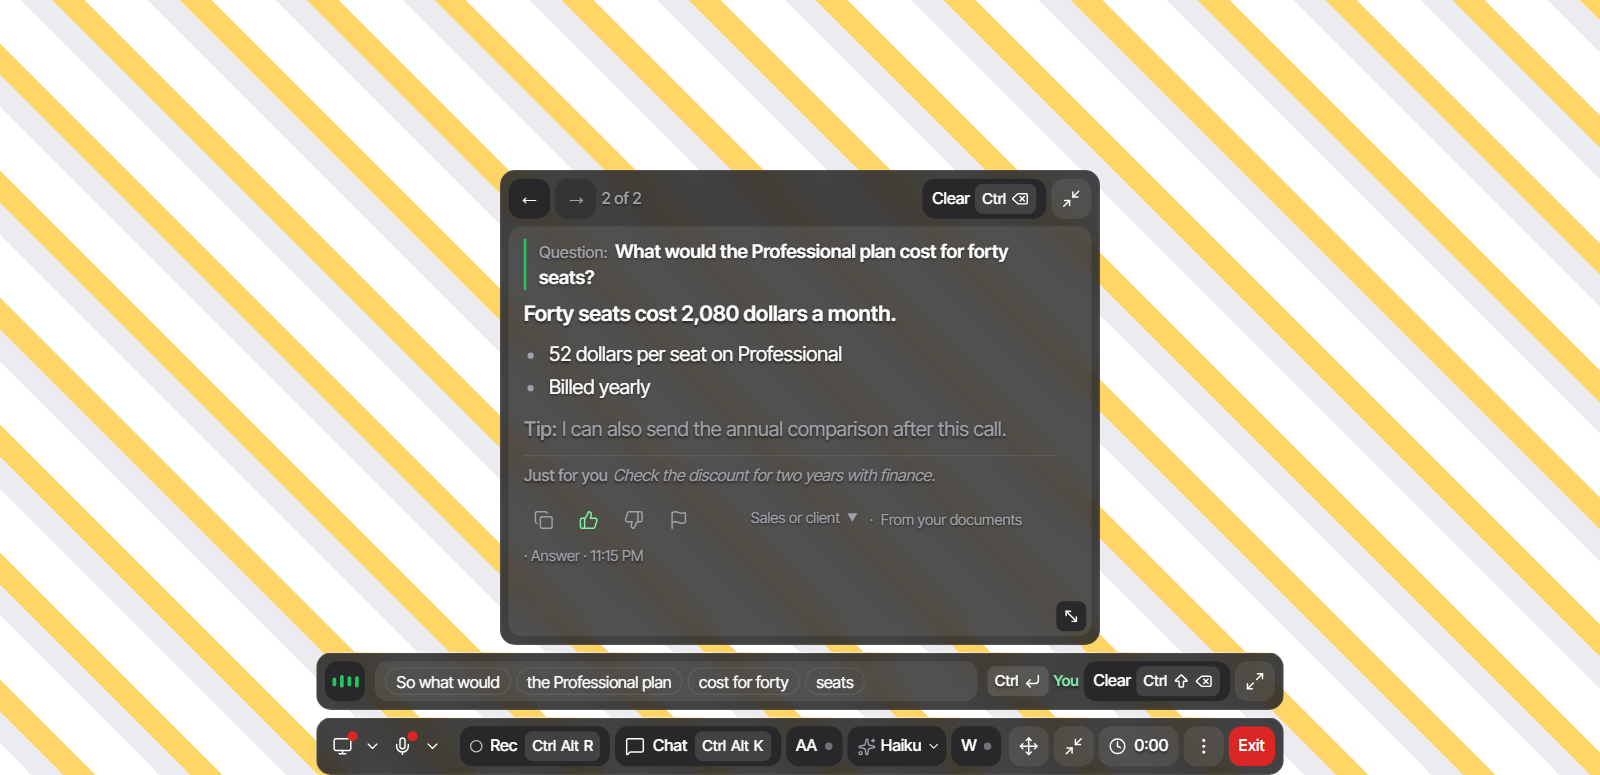 ← → 2 of 2 Clear Ctrl
Question: What would the Professional plan cost for forty
seats?
Forty seats cost 2,080 dollars a month.
• 52 dollars per seat on Professional
• Billed yearly
Tip: I can also send the annual comparison after this call.
Just for you Check the discount for two years with finance.
Sales or client ▼ · From your documents
· Answer · 11:15 PM
So what would the Professional plan cost for forty seats Ctrl You Clear Ctrl
Rec Ctrl Alt R Chat Ctrl Alt K AA Haiku W 0:00 Exit